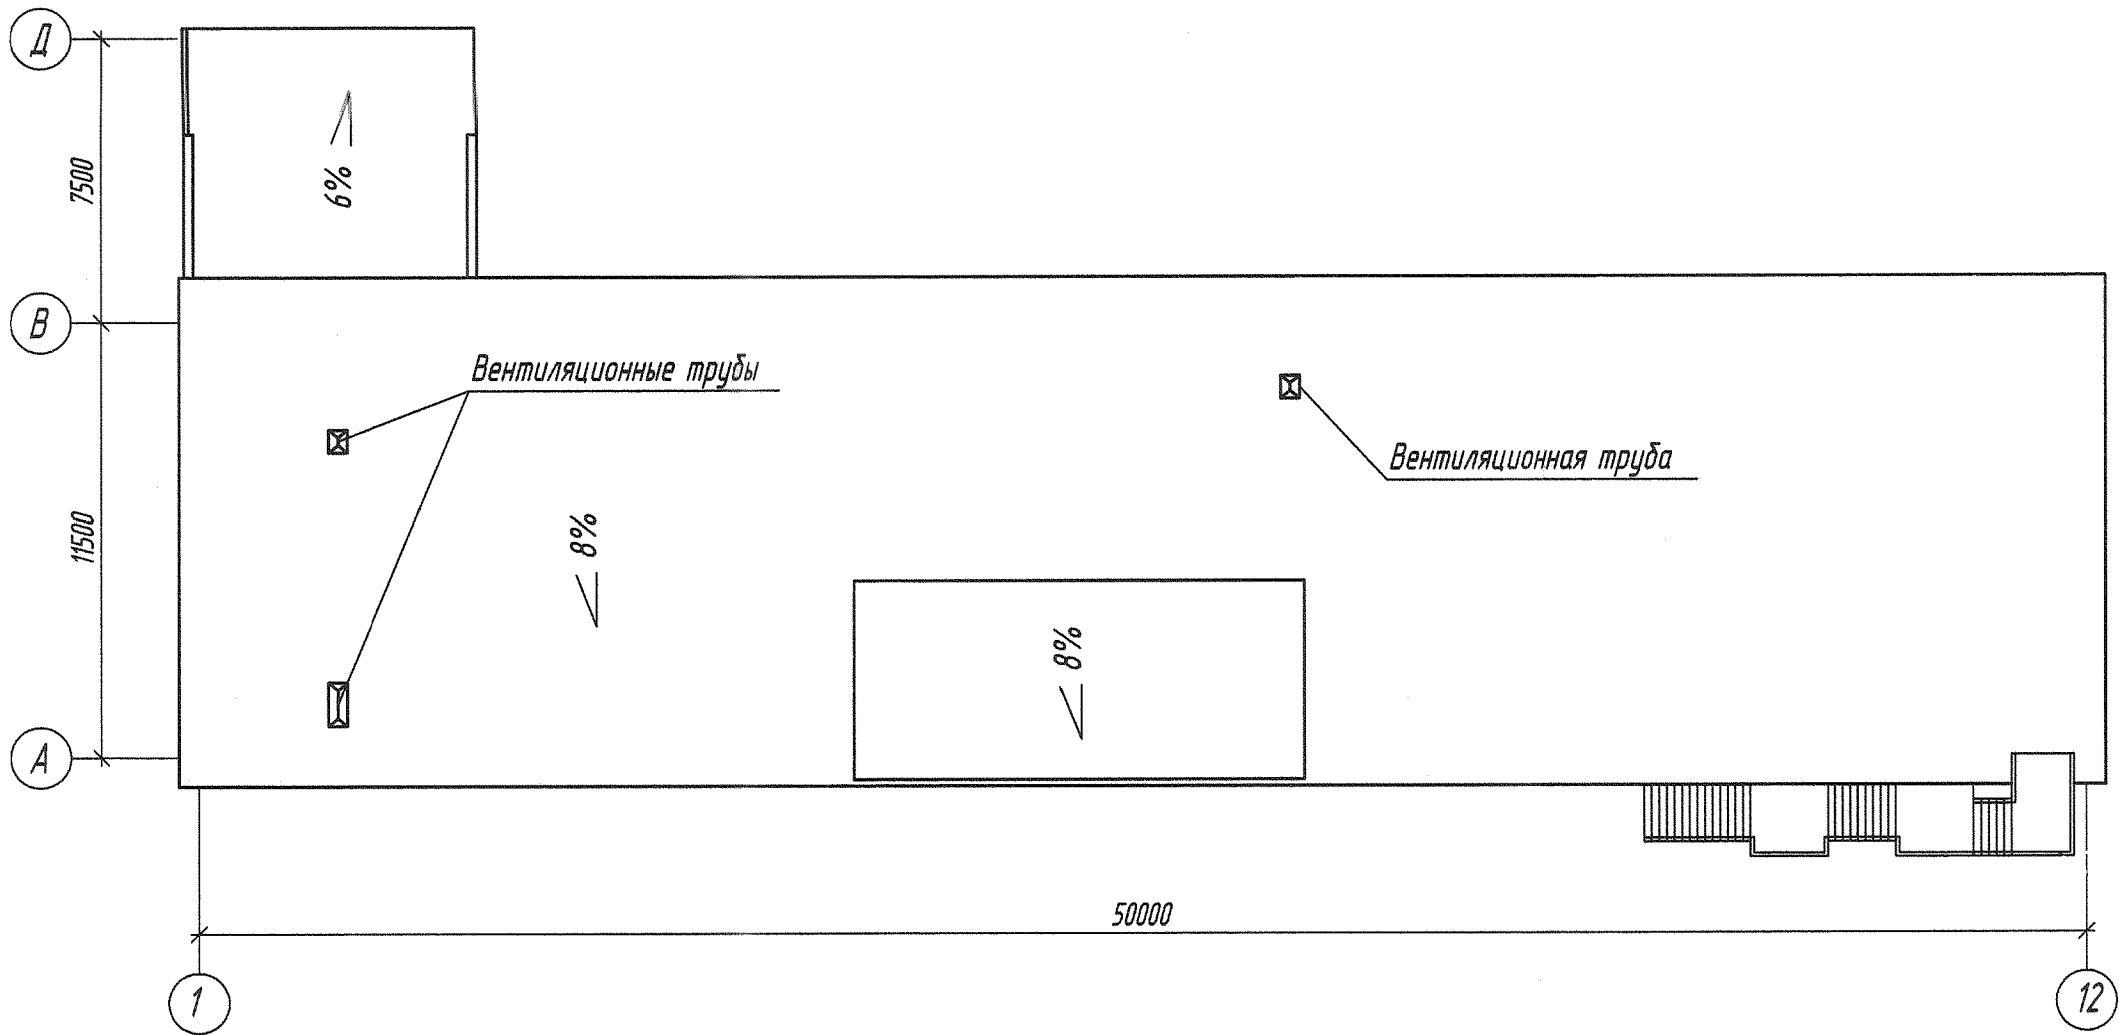 Д
6%
7500
В
Вентиляционные трубы
Вентиляционная труба
8%
11500
8%
А
50000
1
12